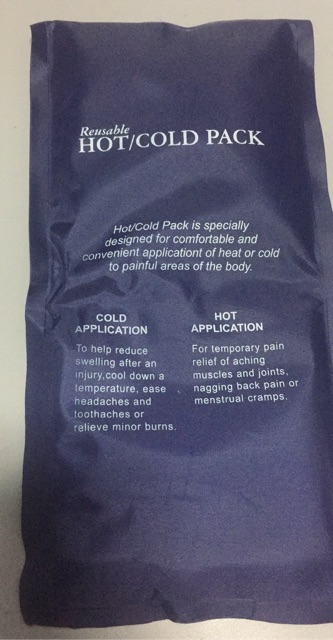 Reusable
HOT/COLD PACK
Hot/Cold Pack is specially
designed for comfortable and
convenient applicationt of heat or cold
to painful areas of the body.
COLD
APPLICATION
To help reduce
swelling after an
injury,cool down a
temperature, ease
headaches and
toothaches or
relieve minor burns.
HOT
APPLICATION
For temporary pain
relief of aching
muscles and joints,
nagging back pain or
menstrual cramps.